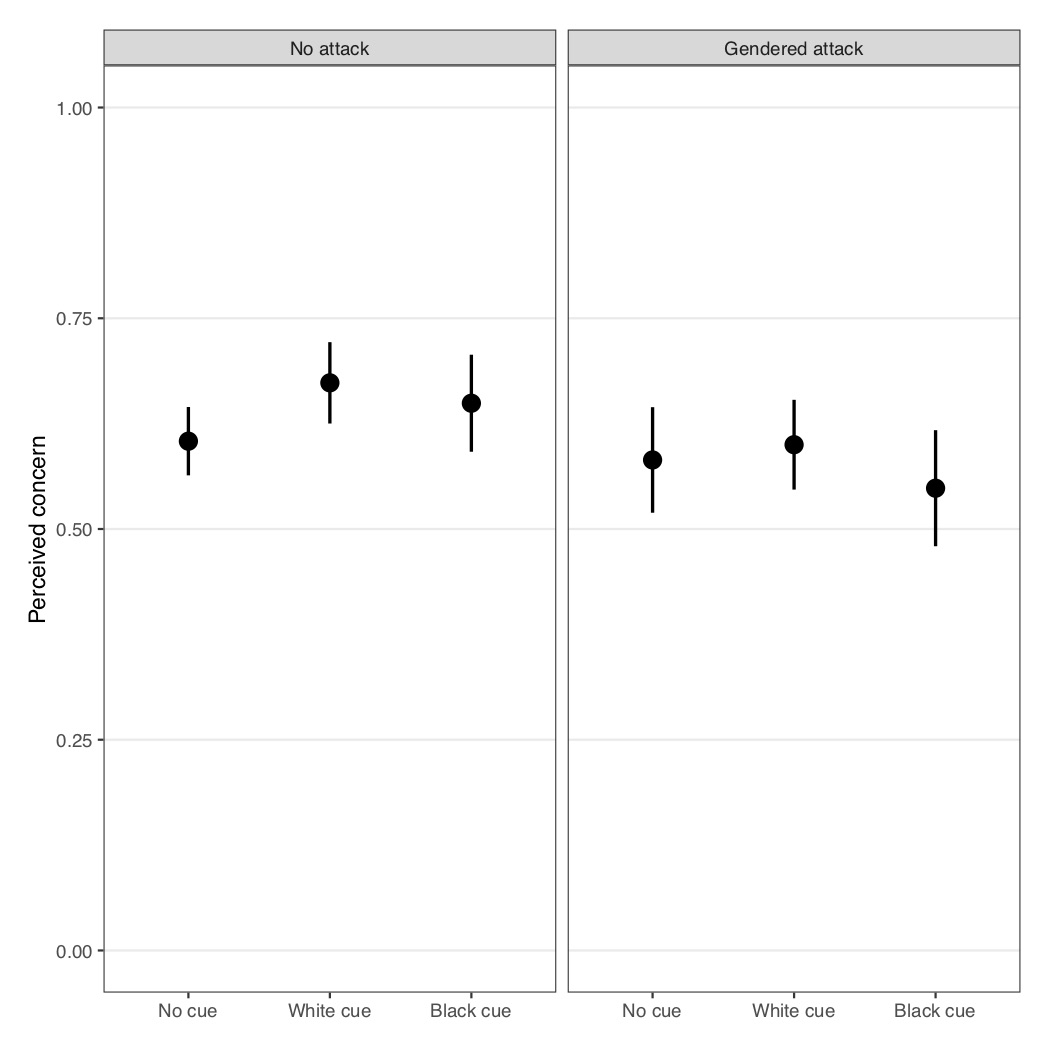 No attack
Gendered attack
Perceived concern
1.00
0.75
0.50
0.25
0.00
No cue
White cue
Black cue
No cue
White cue
Black cue